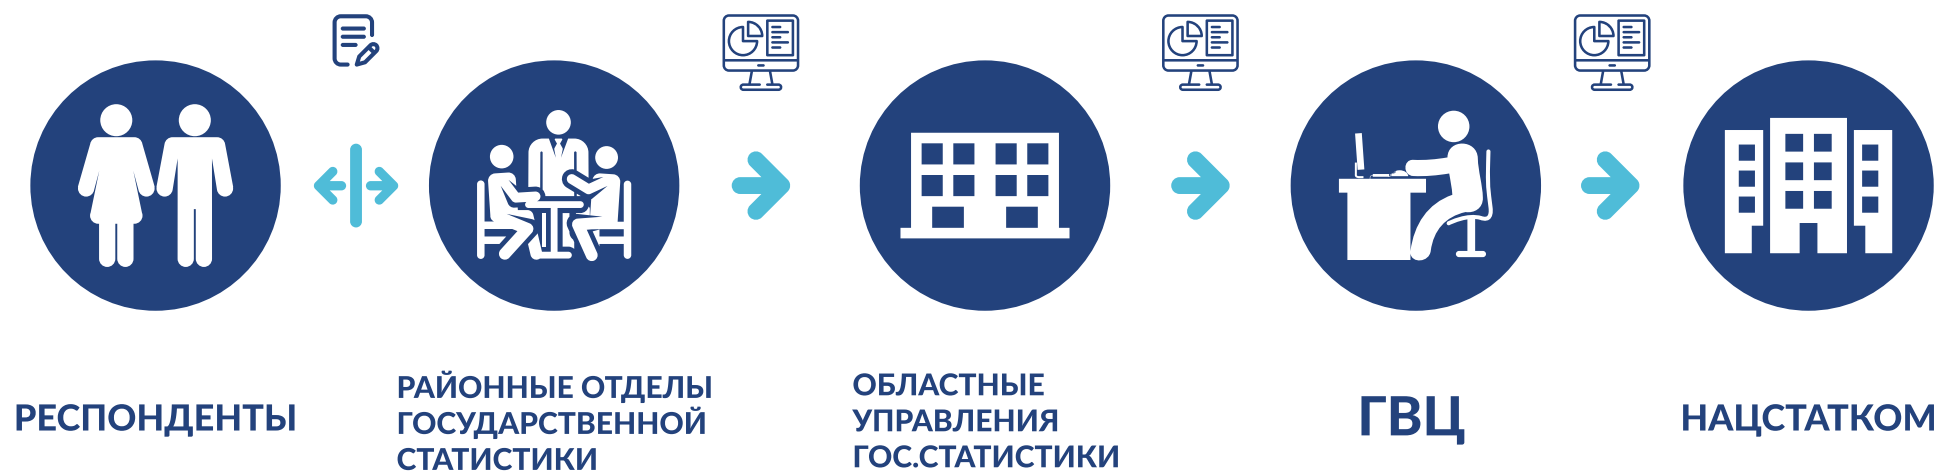 РЕСПОНДЕНТЫ
РАЙОННЫЕ ОТДЕЛЫ
ГОСУДАРСТВЕННОЙ
СТАТИСТИКИ
ОБЛАСТНЫЕ
УПРАВЛЕНИЯ
ГОС.СТАТИСТИКИ
ГВЦ
НАЦСТАТКОМ